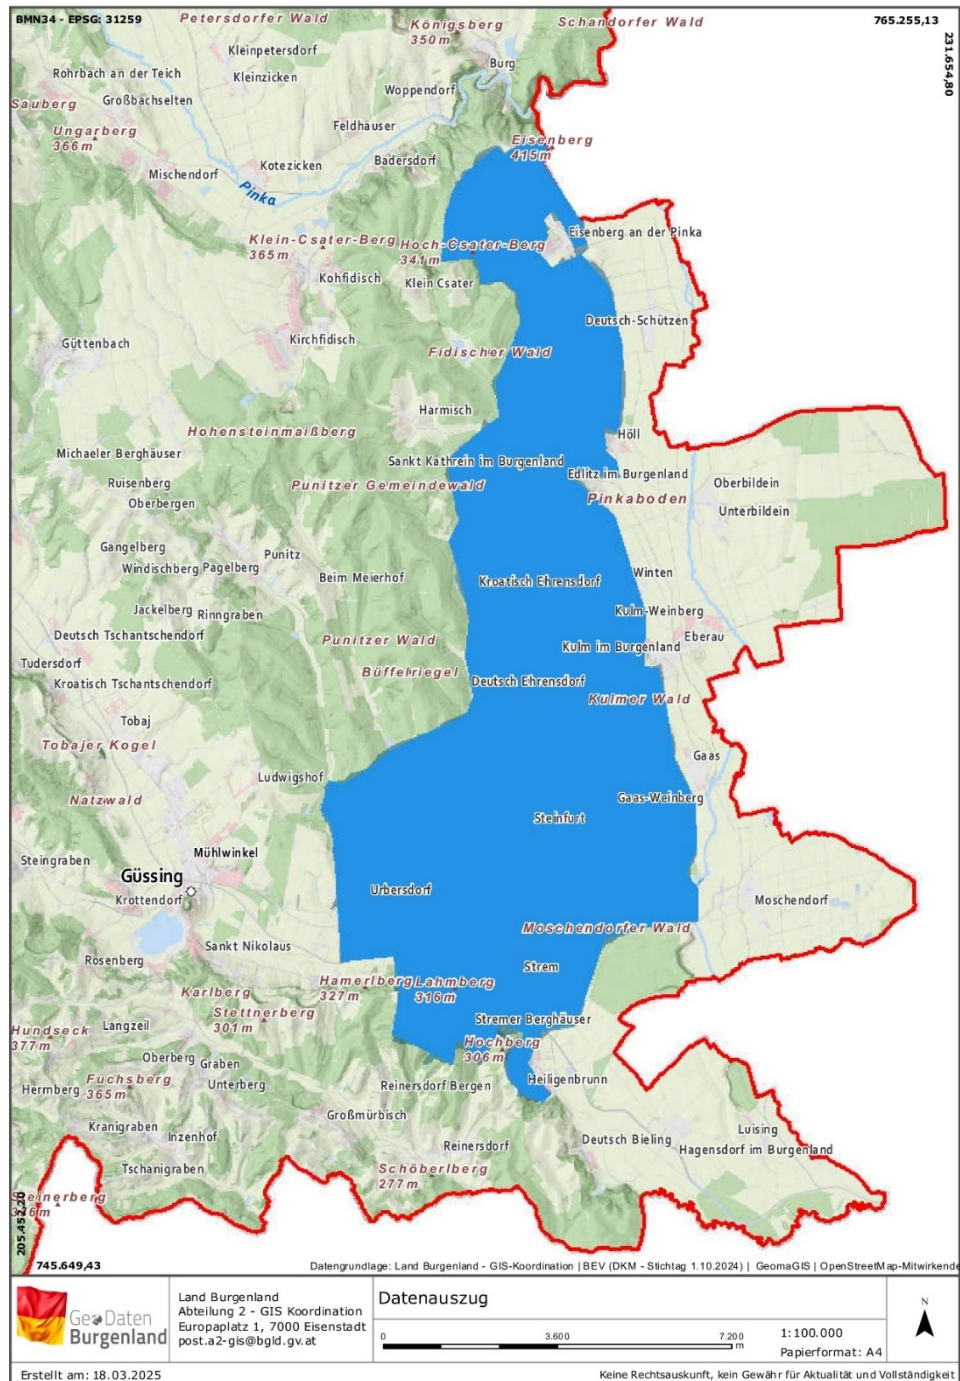 BMN34 - EPSG: 31259
765.255,13
231.654,80
Petersdorfer Wald
Königsberg
350 m
Schandorfer Wald
Kleinpetersdorf
Burg
Rohrbach an der Teich
Kleinzicken
Woppendorf
Großbachselten
Sauberg
Ungarberg
366 m
Feldhäuser
Eisenberg
415 m
Kotezicken
Badersdorf
Mischendorf
Pinka
Eisenberg an der Pinka
Klein-Csater-Berg
365 m
Hoch-Csater-Berg
341 m
Kohfidisch
Klein Csater
Deutsch-Schützen
Güttenbach
Kirchfidisch
Fidischer Wald
Harmisch
Hohensteinmaißberg
Höll
Michaeler Berghäuser
Sankt Kathrein im Burgenland
Edlitz im Burgenland
Ruisenberg
Punitzer Gemeindewald
Oberbildein
Oberbergen
Pinkaboden
Unterbildein
Gangelberg
Punitz
Windischberg
Pagelberg
Beim Meierhof
Kroatisch Ehrensdorf
Winten
Jackelberg
Rinngraben
Kulm-Weinberg
Deutsch Tschantschendorf
Punitzer Wald
Eberau
Kulm im Burgenland
Tudersdorf
Büffelriegel
Kroatisch Tschantschendorf
Deutsch Ehrensdorf
Kulmer Wald
Tobaj
Tobajer Kogel
Gaas
Ludwigshof
Natzwald
Gaas-Weinberg
Steinfurt
Steingraben
Mühlwinkel
Güssing
Urbersdorf
Krottendorf
Moschendorf
Moschendorfer Wald
Sankt Nikolaus
Rosenberg
Strem
Hamerlberg
327 m
Lahmberg
316 m
Karlberg
Stettnerberg
301 m
Langzeil
Stremer Berghäuser
Hundseck
377 m
Hochberg
306 m
Oberberg
Graben
Fuchsberg
365 m
Hermberg
Unterberg
Reinersdorf Bergen
Heiligenbrunn
Großmürbisch
Kranigraben
Inzenhof
Luising
Deutsch Bieling
Reinersdorf
Hagensdorf im Burgenland
Tschanigraben
Schöberlberg
277 m
205.452,20
745.649,43
Datengrundlage: Land Burgenland - GIS-Koordination | BEV (DKM - Stichtag 1.10.2024) | GeomaGIS | OpenStreetMap-Mitwirkende
GeoDaten
Burgenland
Land Burgenland
Abteilung 2 - GIS Koordination
Europaplatz 1, 7000 Eisenstadt
post.a2-gis@bgld.gv.at
Datenauszug
0 3.600 7.200
m
1:100.000
Papierformat: A4
N
Erstellt am: 18.03.2025
Keine Rechtsauskunft, kein Gewähr für Aktualität und Vollständigkeit